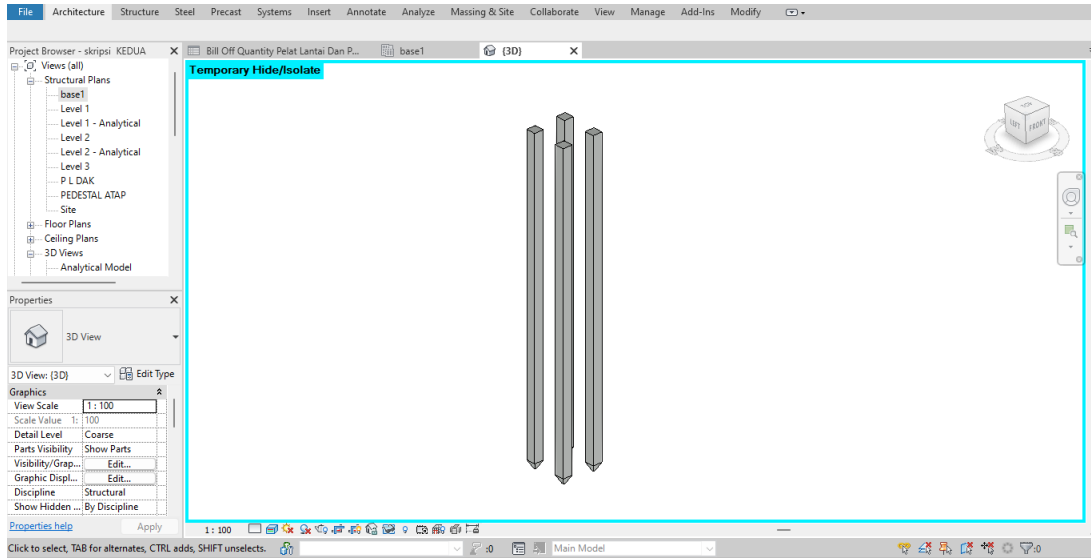 File Architecture Structure Steel Precast Systems Insert Annotate Analyze Massing & Site Collaborate View Manage Add-Ins Modify
Project Browser - skripsi KEDUA
Bill Off Quantity Pelat Lantai Dan P... base1 {3D}
Views (all)
Structural Plans
base1
Level 1
Level 1 - Analytical
Level 2
Level 2 - Analytical
Level 3
P L DAK
PEDESTAL ATAP
Site
Floor Plans
Ceiling Plans
3D Views
Analytical Model
Temporary Hide/Isolate
LEFT FRONT
Properties
3D View
3D View: {3D} Edit Type
Graphics
View Scale 1 : 100
Scale Value 1: 100
Detail Level Coarse
Parts Visibility Show Parts
Visibility/Grap... Edit...
Graphic Displ... Edit...
Discipline Structural
Show Hidden ... By Discipline
Properties help Apply
1 : 100
Click to select, TAB for alternates, CTRL adds, SHIFT unselects. :0 Main Model :0